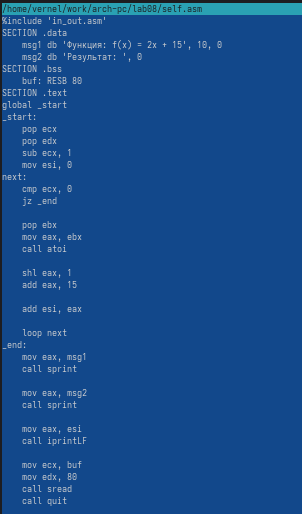 /home/vernel/work/arch-pc/lab08/self.asm
%include 'in_out.asm'
SECTION .data
msg1 db 'Функция: f(x) = 2x + 15', 10, 0
msg2 db 'Результат: ', 0
SECTION .bss
buf: RESB 80
SECTION .text
global _start
_start:
pop ecx
pop edx
sub ecx, 1
mov esi, 0
next:
cmp ecx, 0
jz _end
pop ebx
mov eax, ebx
call atoi
shl eax, 1
add eax, 15
add esi, eax
loop next
_end:
mov eax, msg1
call sprint
mov eax, msg2
call sprint
mov eax, esi
call iprintLF
mov ecx, buf
mov edx, 80
call sread
call quit